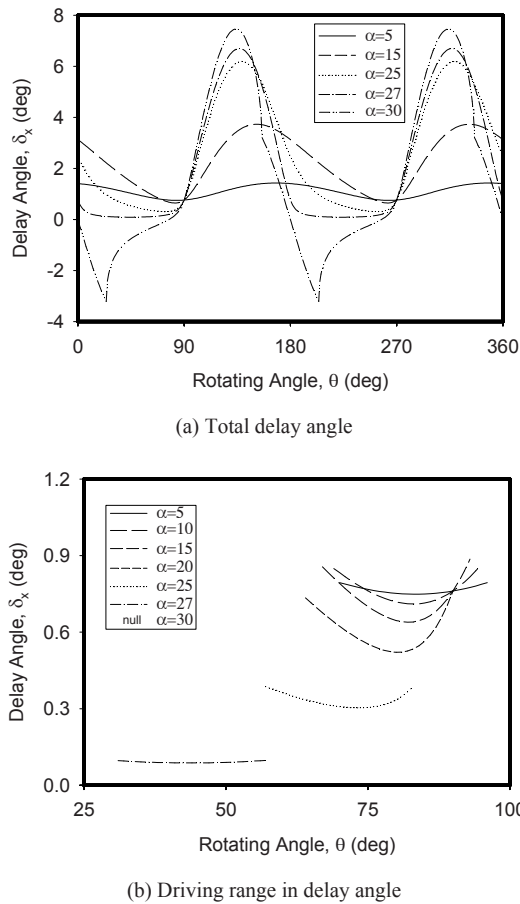 8
6
4
2
0
-2
-4
Delay Angle, δx (deg)
α=5
α=15
α=25
α=27
α=30
0 90 180 270 360
Rotating Angle, θ (deg)
(a) Total delay angle
1.2
0.9
0.6
0.3
0.0
Delay Angle, δx (deg)
α=5
α=10
α=15
α=20
α=25
α=27
null α=30
25 50 75 100
Rotating Angle, θ (deg)
(b) Driving range in delay angle